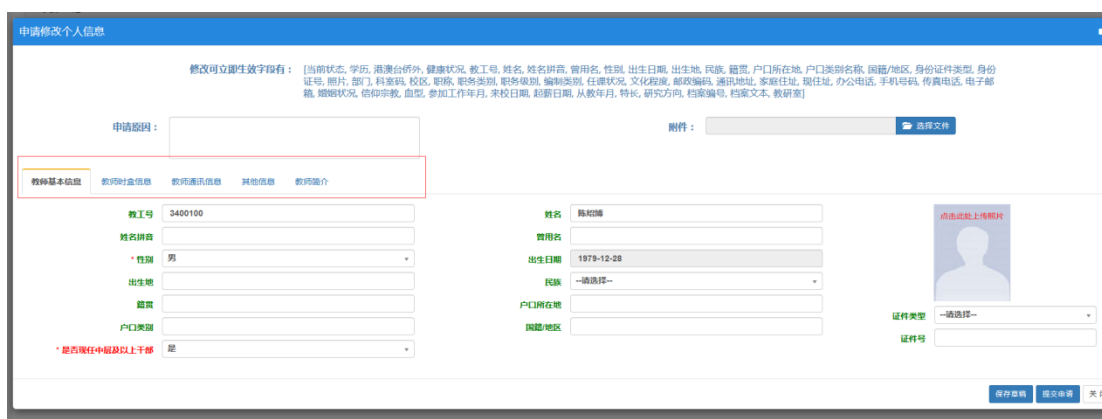 申请修改个人信息
修改可立即生效字段有： [当前状态, 学历, 港澳台侨外, 健康状况, 教工号, 姓名, 姓名拼音, 曾用名, 性别, 出生日期, 出生地, 民族, 籍贯, 户口所在地, 户口类别名称, 国籍/地区, 身份证件类型, 身份
证号, 照片, 部门, 科室码, 校区, 职称, 职务类别, 职务级别, 编制类别, 任课状况, 文化程度, 邮政编码, 通讯地址, 家庭住址, 现住址, 办公电话, 手机号码, 传真电话, 电子邮
箱, 婚姻状况, 信仰宗教, 血型, 参加工作年月, 来校日期, 起薪日期, 从教年月, 特长, 研究方向, 档案编号, 档案文本, 教研室]
申请原因： 附件： 选择文件
教师基本信息 教师时盒信息 教师通讯信息 其他信息 教师简介
教工号 3400100 姓名 陈绍博 点击此处上传照片
姓名拼音 曾用名
* 性别 男 出生日期 1979-12-28
出生地 民族 --请选择--
籍贯 户口所在地 证件类型 --请选择--
户口类别 国籍/地区 证件号
* 是否现任中层及以上干部 是
保存草稿 提交申请 关